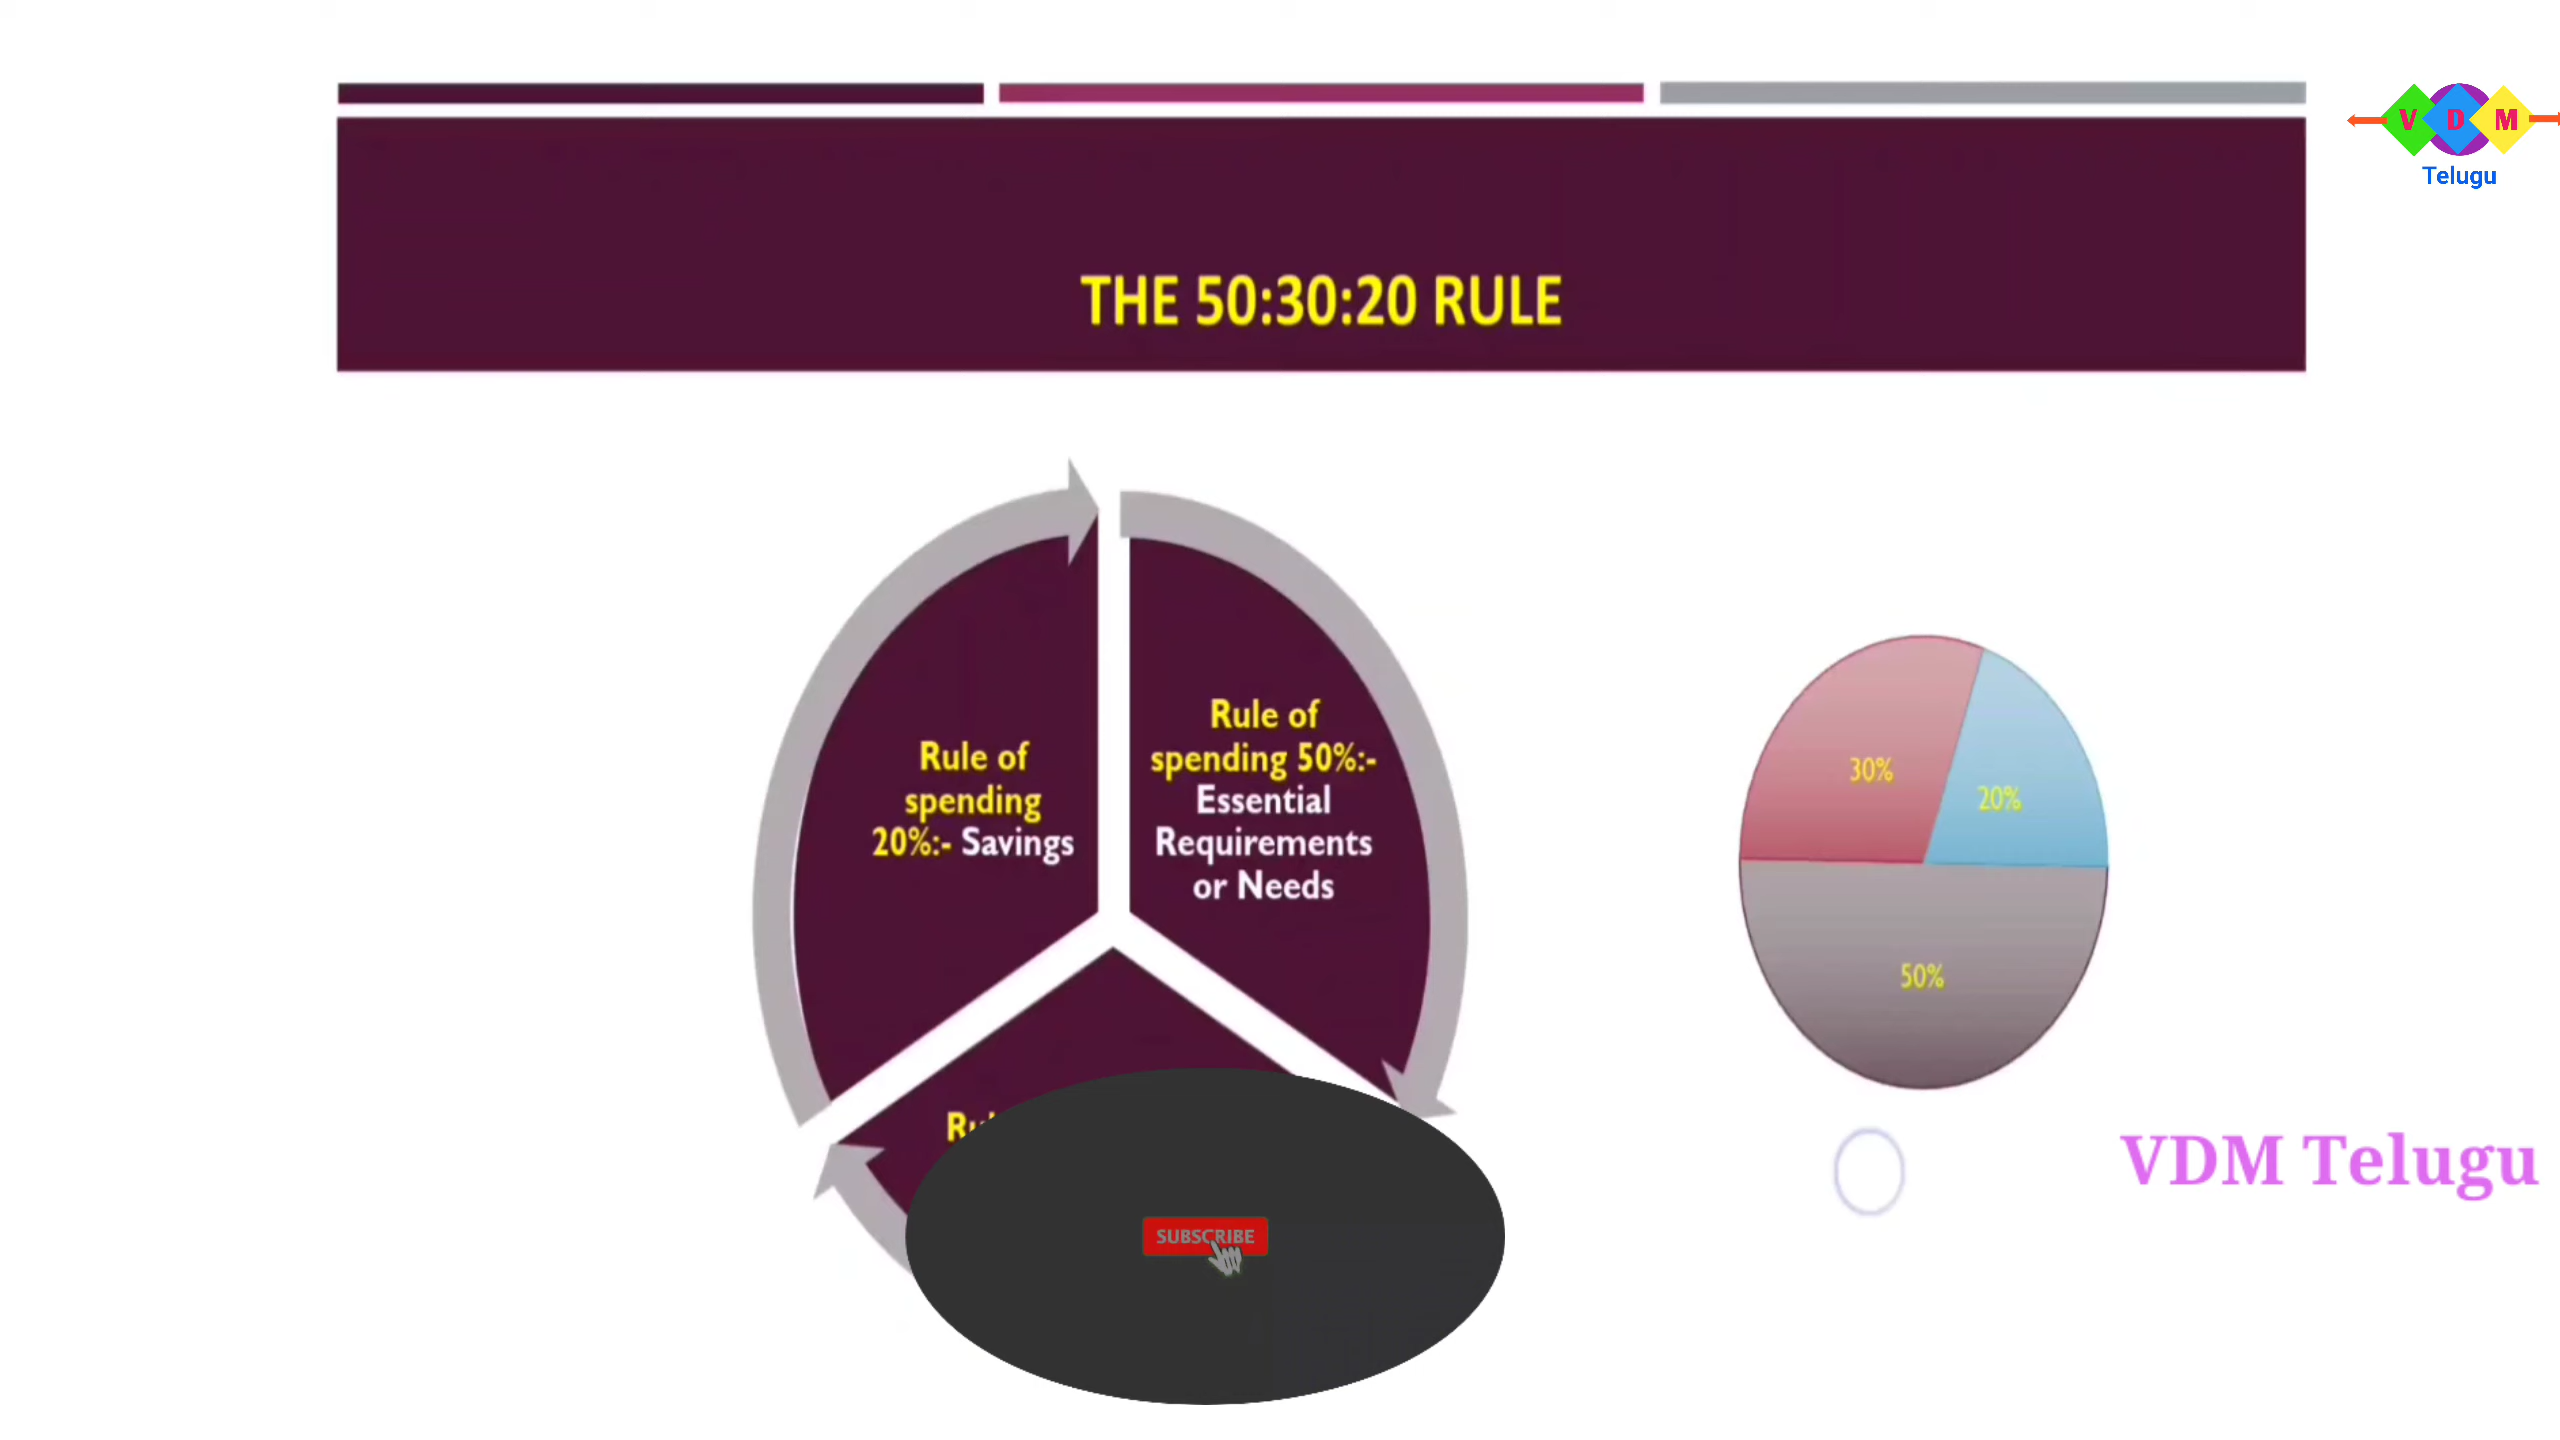 V D M
Telugu
THE 50:30:20 RULE
Rule of
spending
20%:- Savings
Rule of
spending 50%:-
Essential
Requirements
or Needs
30%
20%
50%
SUBSCRIBE
VDM Telugu